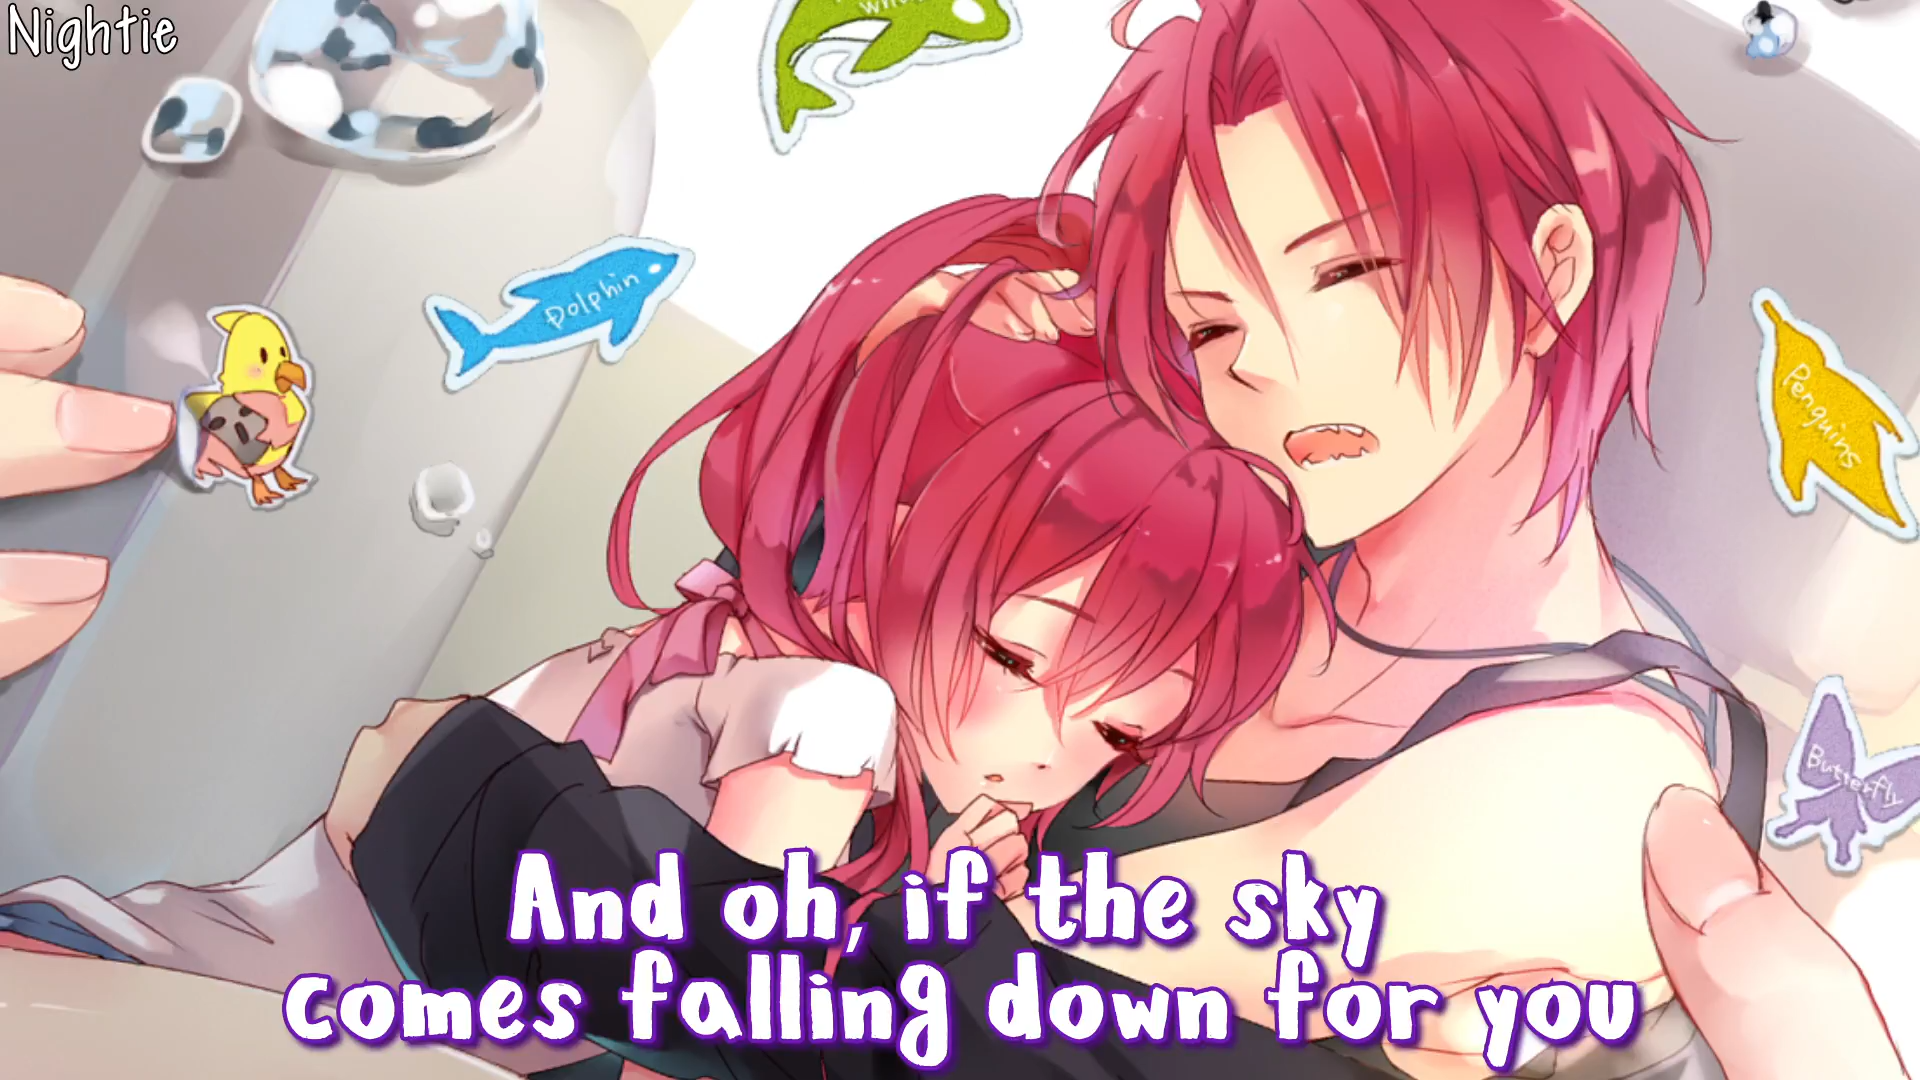 Nightie
Dolphin
Penguins
Butterfly
And oh, if the sky
comes falling down for you